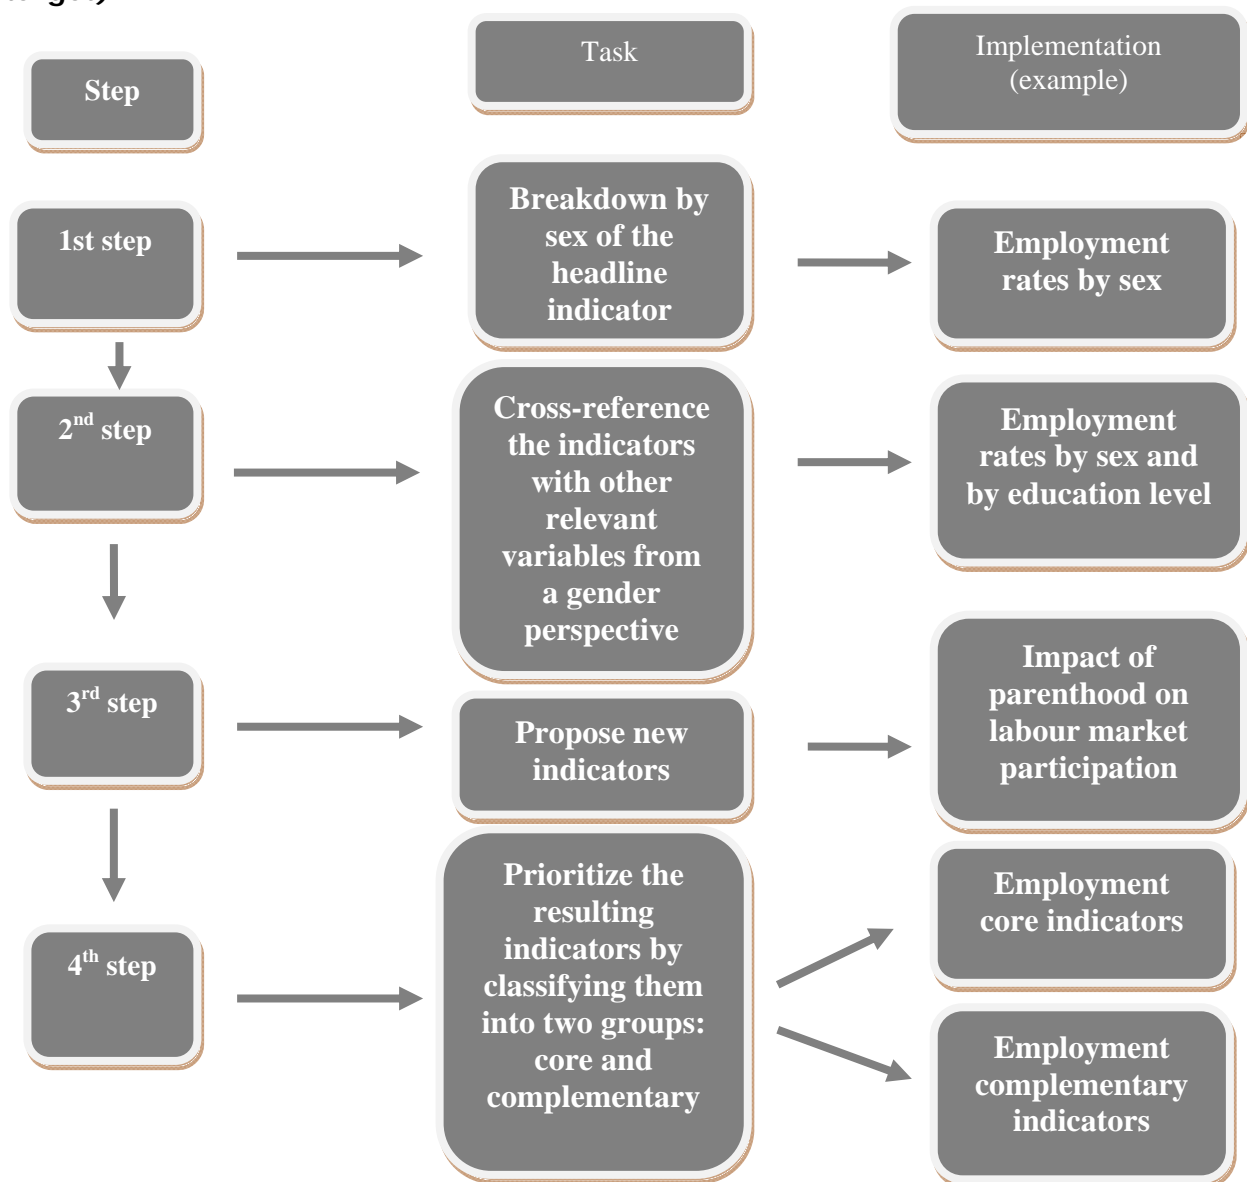 Step
Task
Implementation
(example)
1st step
Breakdown by
sex of the
headline
indicator
Employment
rates by sex
2nd step
Cross-reference
the indicators
with other
relevant
variables from
a gender
perspective
Employment
rates by sex and
by education level
3rd step
Propose new
indicators
Impact of
parenthood on
labour market
participation
4th step
Prioritize the
resulting
indicators by
classifying them
into two groups:
core and
complementary
Employment
core indicators
Employment
complementary
indicators